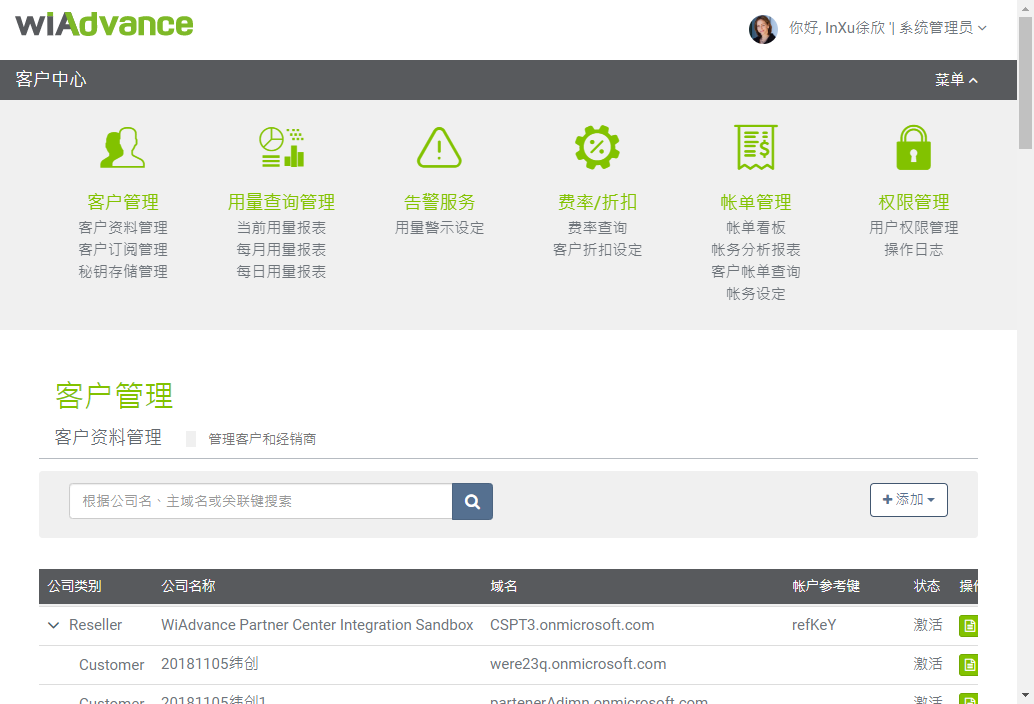 wiAdvance
你好, InXu徐欣 '| 系统管理员
客户中心
菜单
客户管理
客户资料管理
客户订阅管理
秘钥存储管理
用量查询管理
当前用量报表
每月用量报表
每日用量报表
告警服务
用量警示设定
费率/折扣
费率查询
客户折扣设定
帐单管理
帐单看板
帐务分析报表
客户帐单查询
帐务设定
权限管理
用户权限管理
操作日志
客户管理
客户资料管理 管理客户和经销商
根据公司名、主域名或关联键搜索
添加
公司类别 公司名称 域名 帐户参考键 状态 操作
Reseller WiAdvance Partner Center Integration Sandbox CSPT3.onmicrosoft.com refKeY 激活
Customer 20181105纬创 were23q.onmicrosoft.com 激活
Customer 20181105纬创1 partenerAdimn.onmicrosoft.com 激活